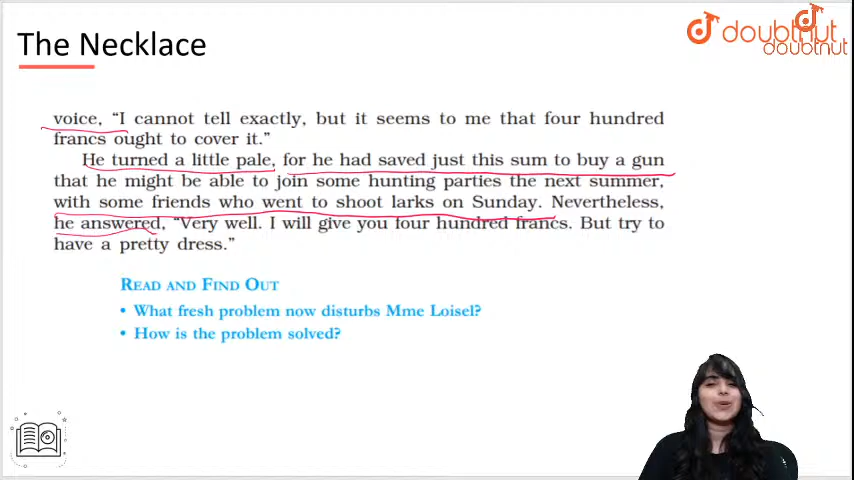 The Necklace
doubtnut
doubtnut
voice, “I cannot tell exactly, but it seems to me that four hundred
francs ought to cover it.”
He turned a little pale, for he had saved just this sum to buy a gun
that he might be able to join some hunting parties the next summer,
with some friends who went to shoot larks on Sunday. Nevertheless,
he answered, “Very well. I will give you four hundred francs. But try to
have a pretty dress.”
READ AND FIND OUT
• What fresh problem now disturbs Mme Loisel?
• How is the problem solved?